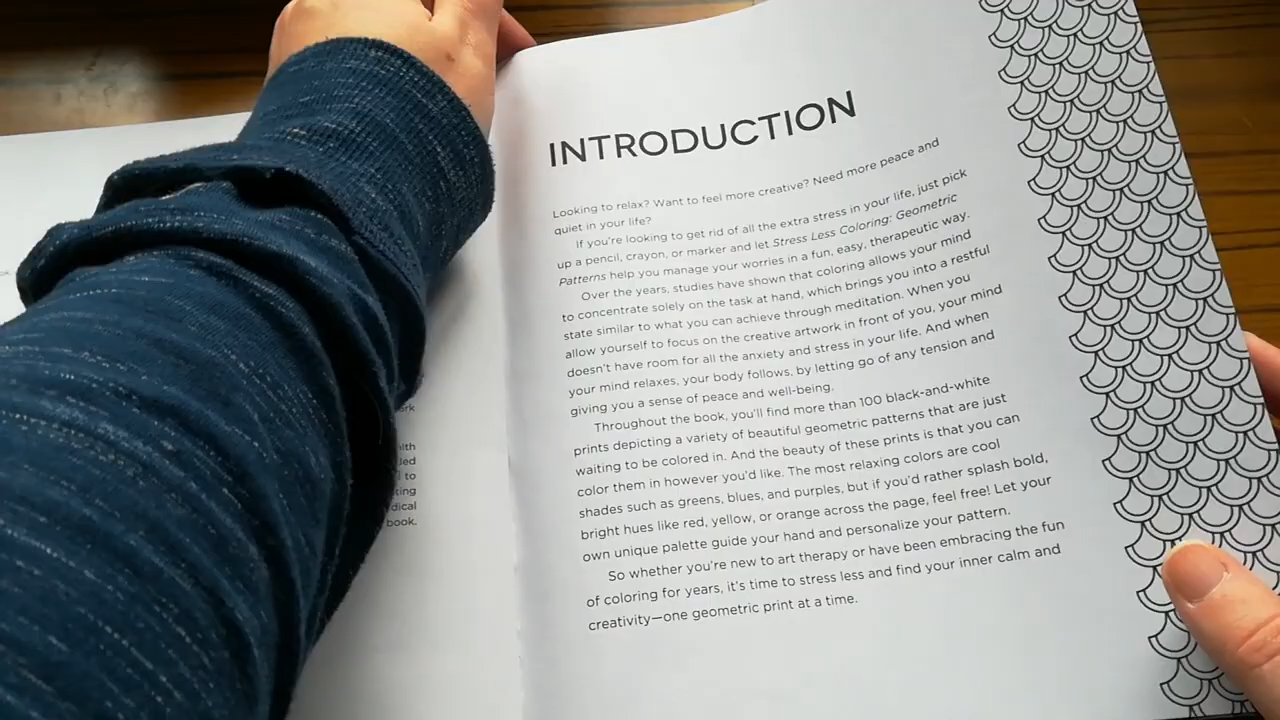 ark
lth
led
to
ting
dical
book.
INTRODUCTION
Looking to relax? Want to feel more creative? Need more peace and
quiet in your life?
If you're looking to get rid of all the extra stress in your life, just pick
up a pencil, crayon, or marker and let Stress Less Coloring: Geometric
Patterns help you manage your worries in a fun, easy, therapeutic way.
Over the years, studies have shown that coloring allows your mind
to concentrate solely on the task at hand, which brings you into a restful
state similar to what you can achieve through meditation. When you
allow yourself to focus on the creative artwork in front of you, your mind
doesn't have room for all the anxiety and stress in your life. And when
your mind relaxes, your body follows, by letting go of any tension and
giving you a sense of peace and well-being.
Throughout the book, you'll find more than 100 black-and-white
prints depicting a variety of beautiful geometric patterns that are just
waiting to be colored in. And the beauty of these prints is that you can
color them in however you'd like. The most relaxing colors are cool
shades such as greens, blues, and purples, but if you'd rather splash bold,
bright hues like red, yellow, or orange across the page, feel free! Let your
own unique palette guide your hand and personalize your pattern.
So whether you're new to art therapy or have been embracing the fun
of coloring for years, it's time to stress less and find your inner calm and
creativity—one geometric print at a time.